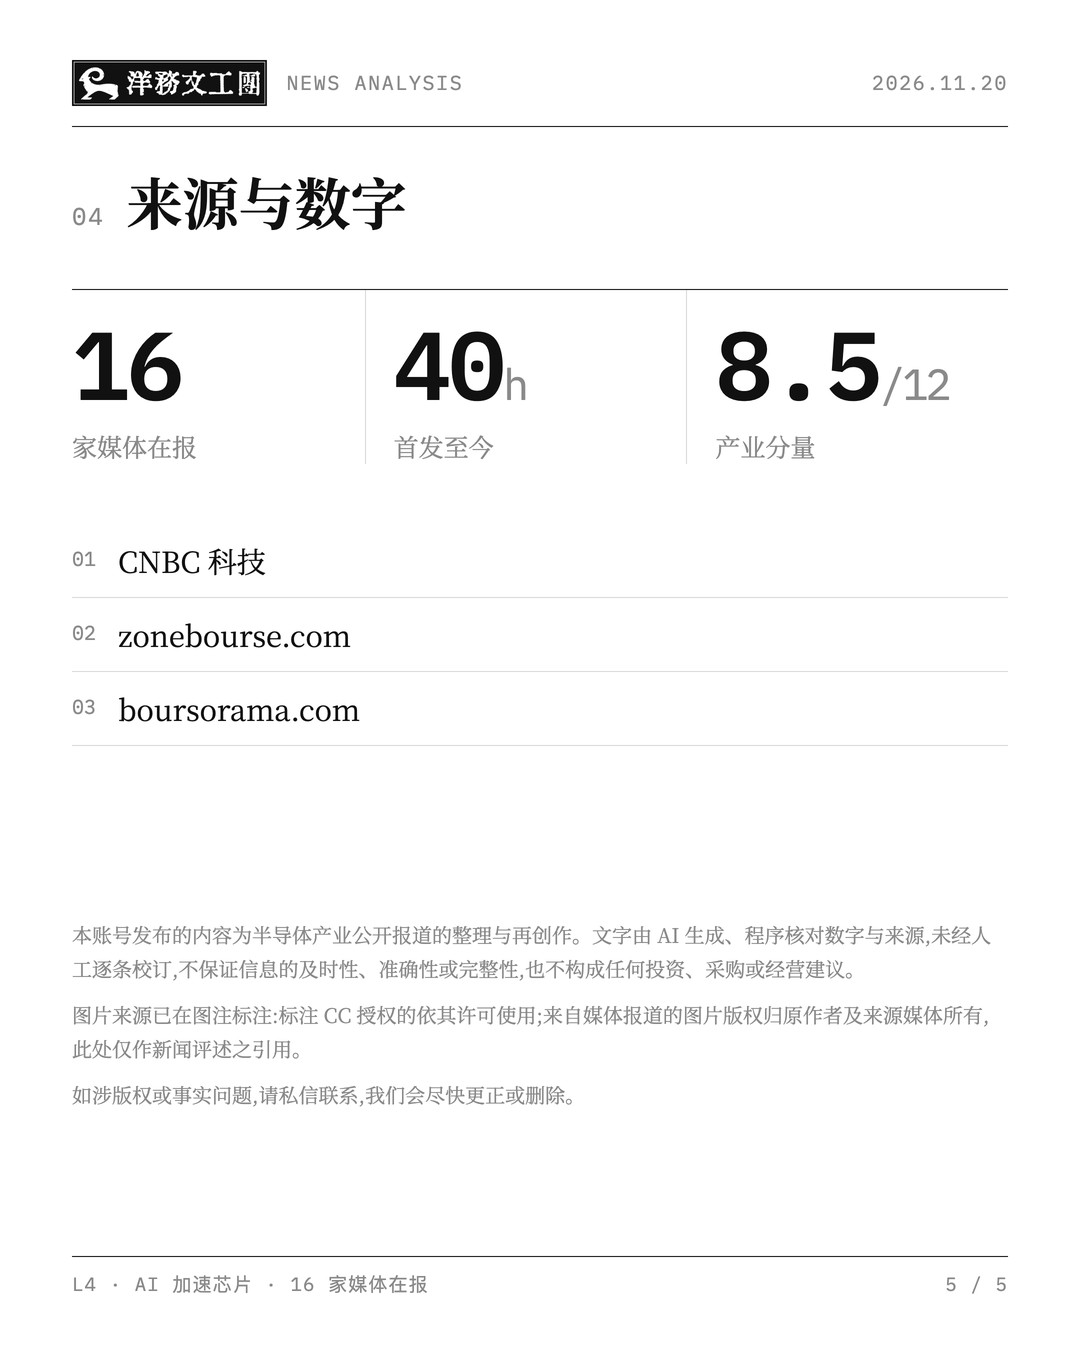 洋務文工團 NEWS ANALYSIS 2026.11.20
04 来源与数字
16 40h 8.5/12
家媒体在报 首发至今 产业分量
01 CNBC 科技
02 zonebourse.com
03 boursorama.com
本账号发布的内容为半导体产业公开报道的整理与再创作。文字由 AI 生成、程序核对数字与来源,未经人
工逐条校订,不保证信息的及时性、准确性或完整性,也不构成任何投资、采购或经营建议。
图片来源已在图注标注:标注 CC 授权的依其许可使用;来自媒体报道的图片版权归原作者及来源媒体所有,
此处仅作新闻评述之引用。
如涉版权或事实问题,请私信联系,我们会尽快更正或删除。
L4 · AI 加速芯片 · 16 家媒体在报 5 / 5